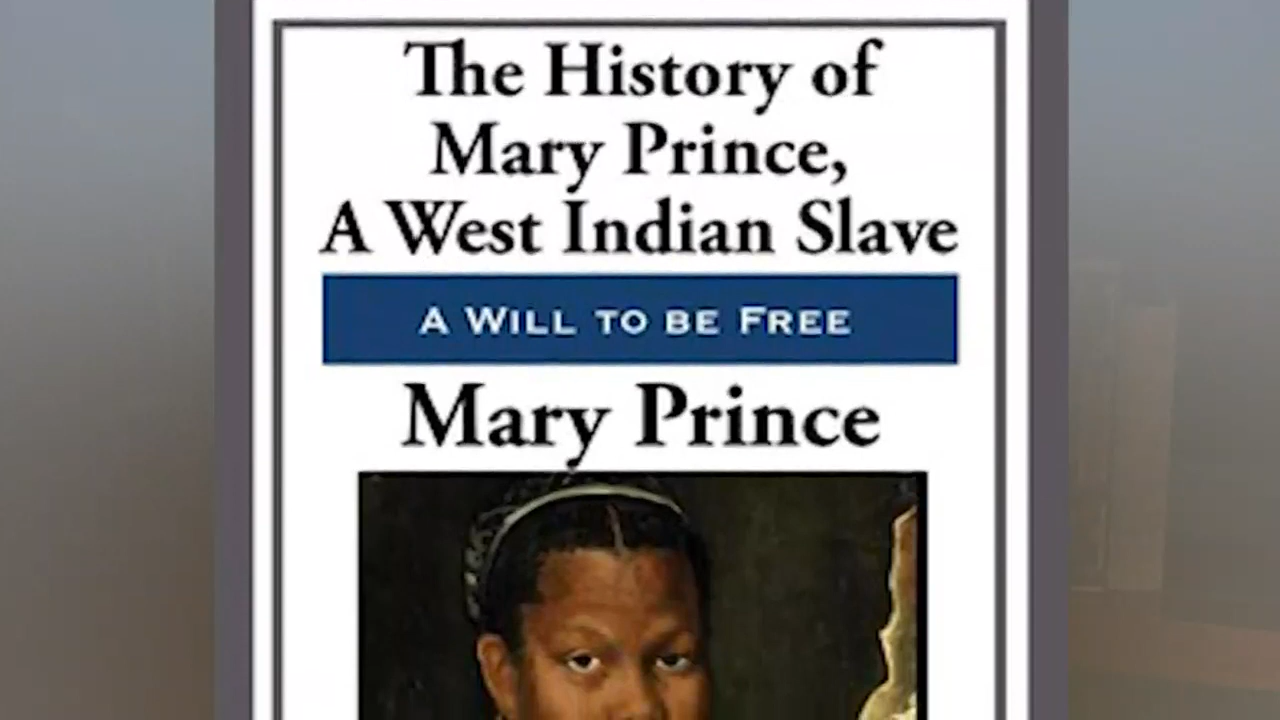 The History of
Mary Prince,
A West Indian Slave
A WILL TO BE FREE
Mary Prince